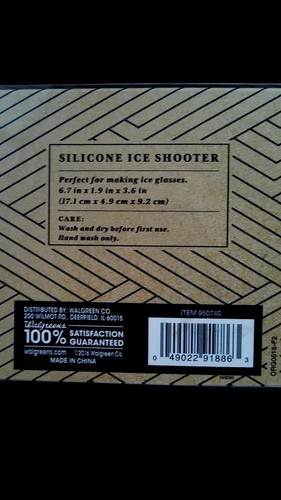 SILICONE ICE SHOOTER
Perfect for making ice glasses.
6.7 in x 1.9 in x 3.6 in
(17.1 cm x 4.9 cm x 9.2 cm)
CARE:
Wash and dry before first use.
Hand wash only.
DISTRIBUTED BY: WALGREEN CO.
200 WILMOT RD., DEERFIELD, IL 60015
Walgreens
100% SATISFACTION GUARANTEED
walgreens.com ©2016 Walgreen Co.
MADE IN CHINA
ITEM 950740
0 49022 91886 3
ORG0516-F2